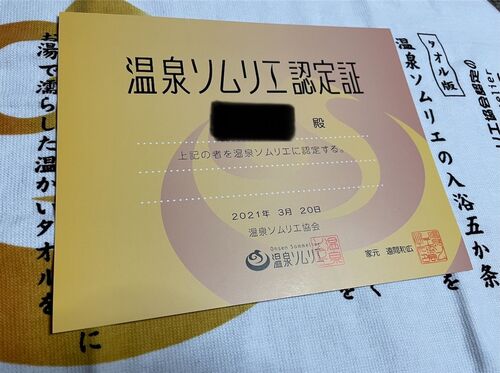 温泉ソムリエ認定証
殿
上記の者を温泉ソムリエに認定する。
2021年 3月 20日
温泉ソムリエ協会
Onsen Sommelier
温泉ソムリエ
家元 遠間和広
タオル版
温泉ソムリエの入浴五か条
お湯で濡らした温かいタオルを
に
を